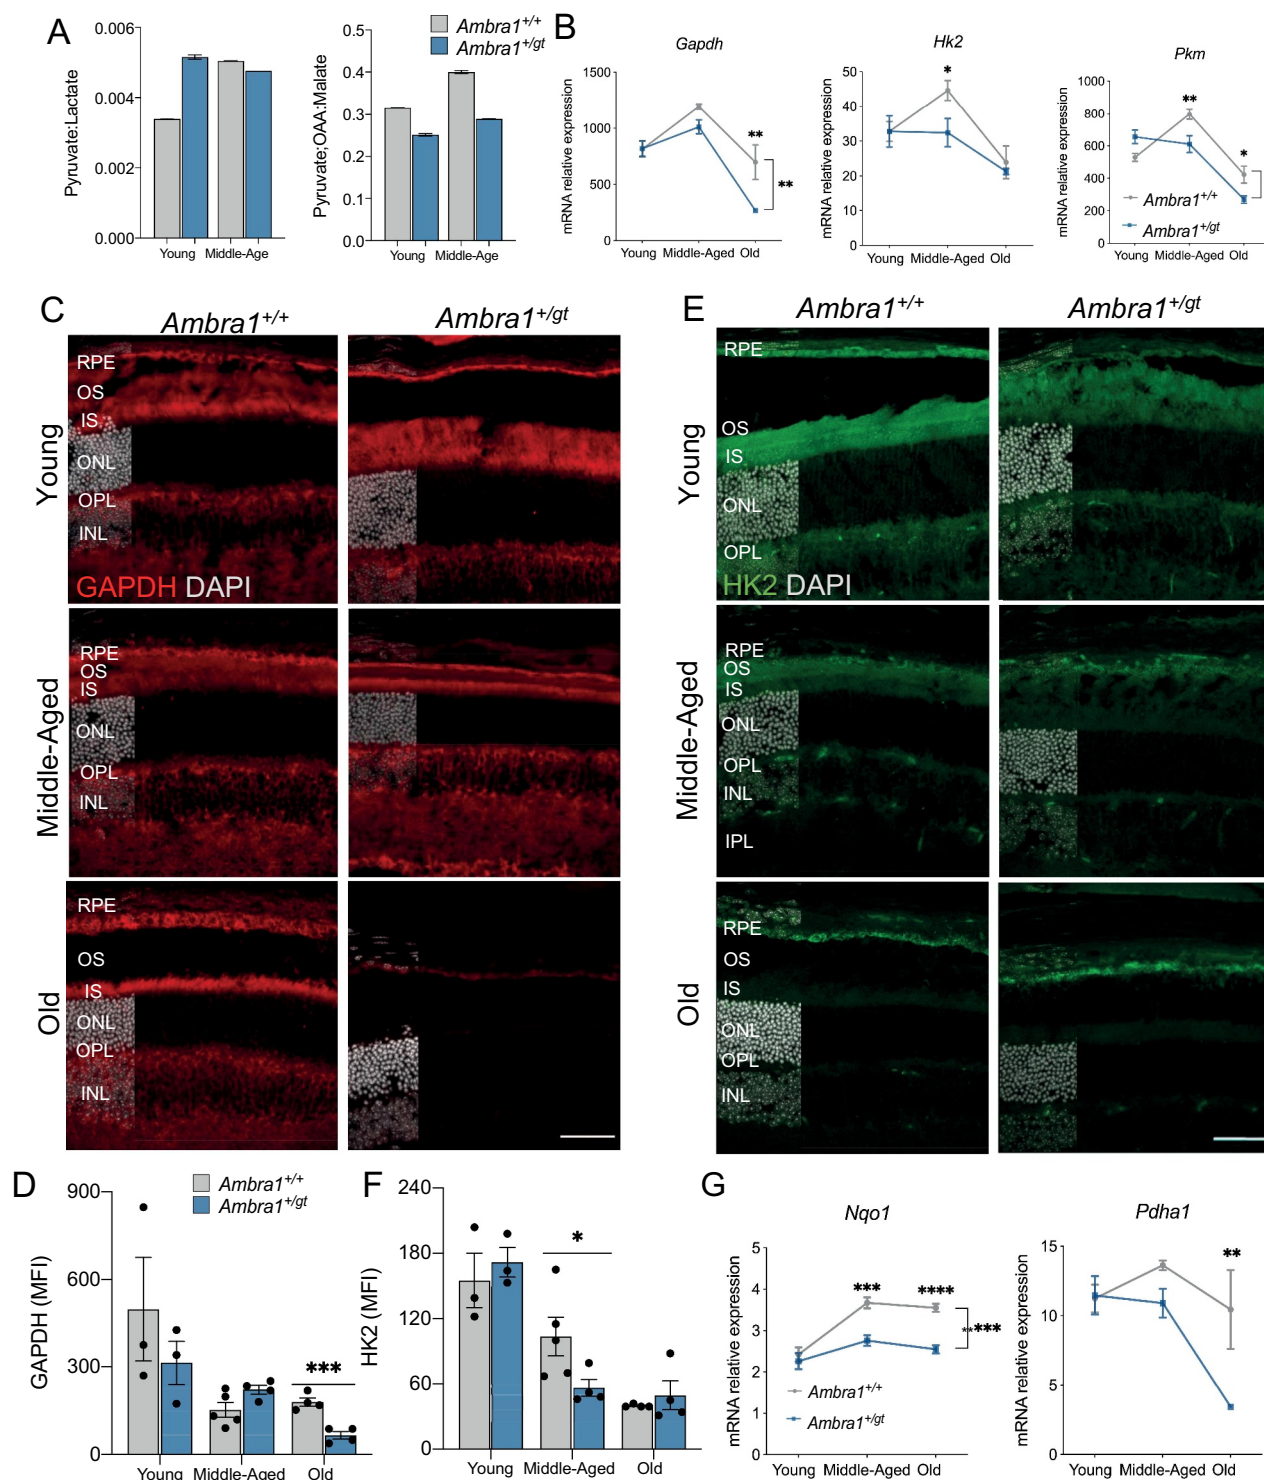 A
0.006
0.004
0.002
0.000
Pyruvate:Lactate
Young Middle-Age
0.5
0.4
0.3
0.2
0.1
0.0
Pyruvate;OAA:Malate
Young Middle-Age
Ambra1+/+
Ambra1+/gt
B
Gapdh
1500
1000
500
0
mRNA relative expression
**
**
Young Middle-Aged Old
Hk2
50
40
30
20
10
0
mRNA relative expression
*
Young Middle-Aged Old
Pkm
1000
800
600
400
200
0
mRNA relative expression
**
*
Ambra1+/+
Ambra1+/gt
Young Middle-Aged Old
C
Ambra1+/+
Ambra1+/gt
Young
RPE
OS
IS
ONL
OPL
INL
GAPDH DAPI
Middle-Aged
RPE
OS
IS
ONL
OPL
INL
Old
RPE
OS
IS
ONL
OPL
INL
E
Ambra1+/+
Ambra1+/gt
Young
RPE
OS
IS
ONL
OPL
HK2 DAPI
Middle-Aged
RPE
OS
IS
ONL
OPL
INL
IPL
Old
RPE
OS
IS
ONL
OPL
INL
D
900
600
300
0
GAPDH (MFI)
Ambra1+/+
Ambra1+/gt
***
Young Middle-Aged Old
F
240
180
120
60
0
HK2 (MFI)
*
Young Middle-Aged Old
G
Nqo1
5
4
3
2
1
0
mRNA relative expression
***
****
*****
Ambra1+/+
Ambra1+/gt
Young Middle-Aged Old
Pdha1
15
10
5
0
mRNA relative expression
**
Young Middle-Aged Old